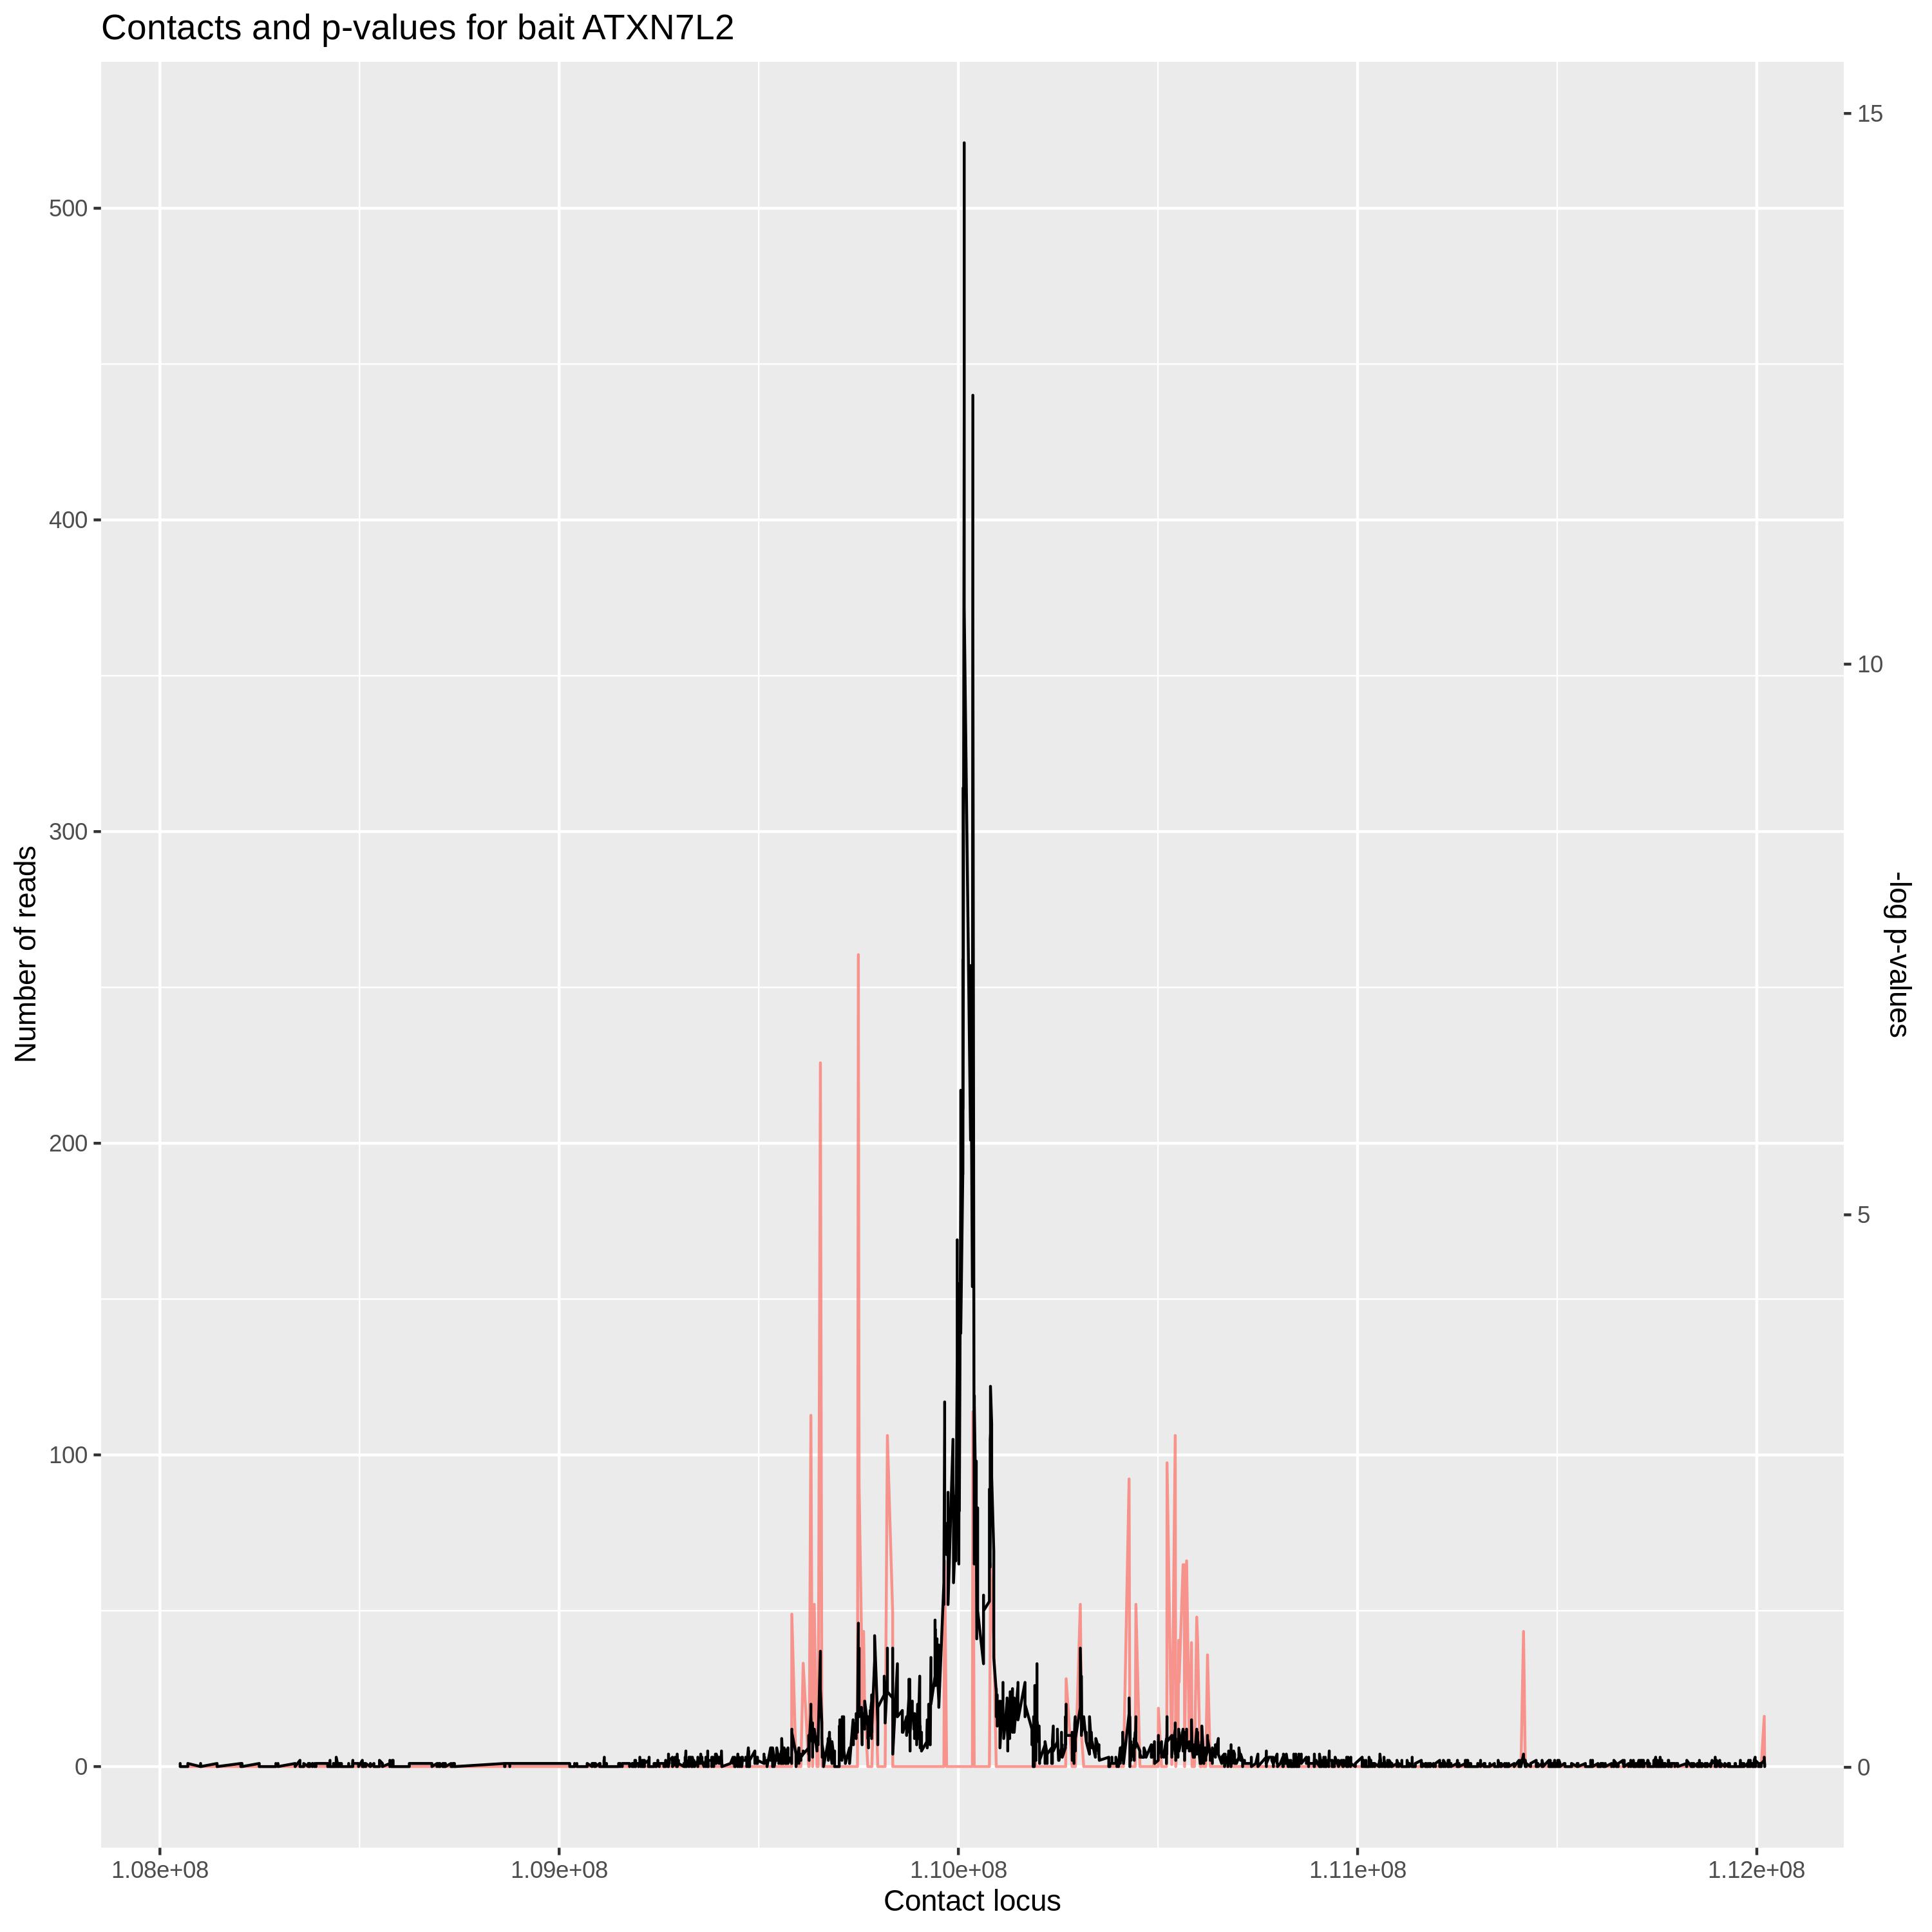 Contacts and p-values for bait ATXN7L2
Number of reads
500
400
300
200
100
0
15
10
5
0
-log p-values
1.08e+08
1.09e+08
1.10e+08
1.11e+08
1.12e+08
Contact locus